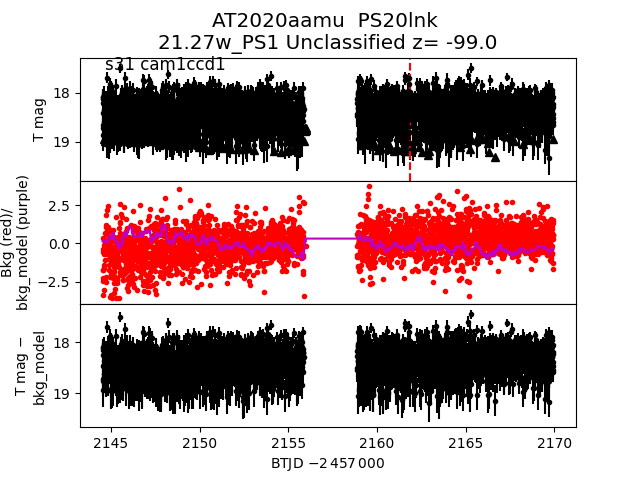 AT2020aamu  PS20lnk
21.27w_PS1 Unclassified z= -99.0
s31 cam1ccd1
18
19
T mag
2.5
0.0
−2.5
Bkg (red)/
bkg_model (purple)
18
19
T mag −
bkg_model
2145
2150
2155
2160
2165
2170
BTJD −2 457 000